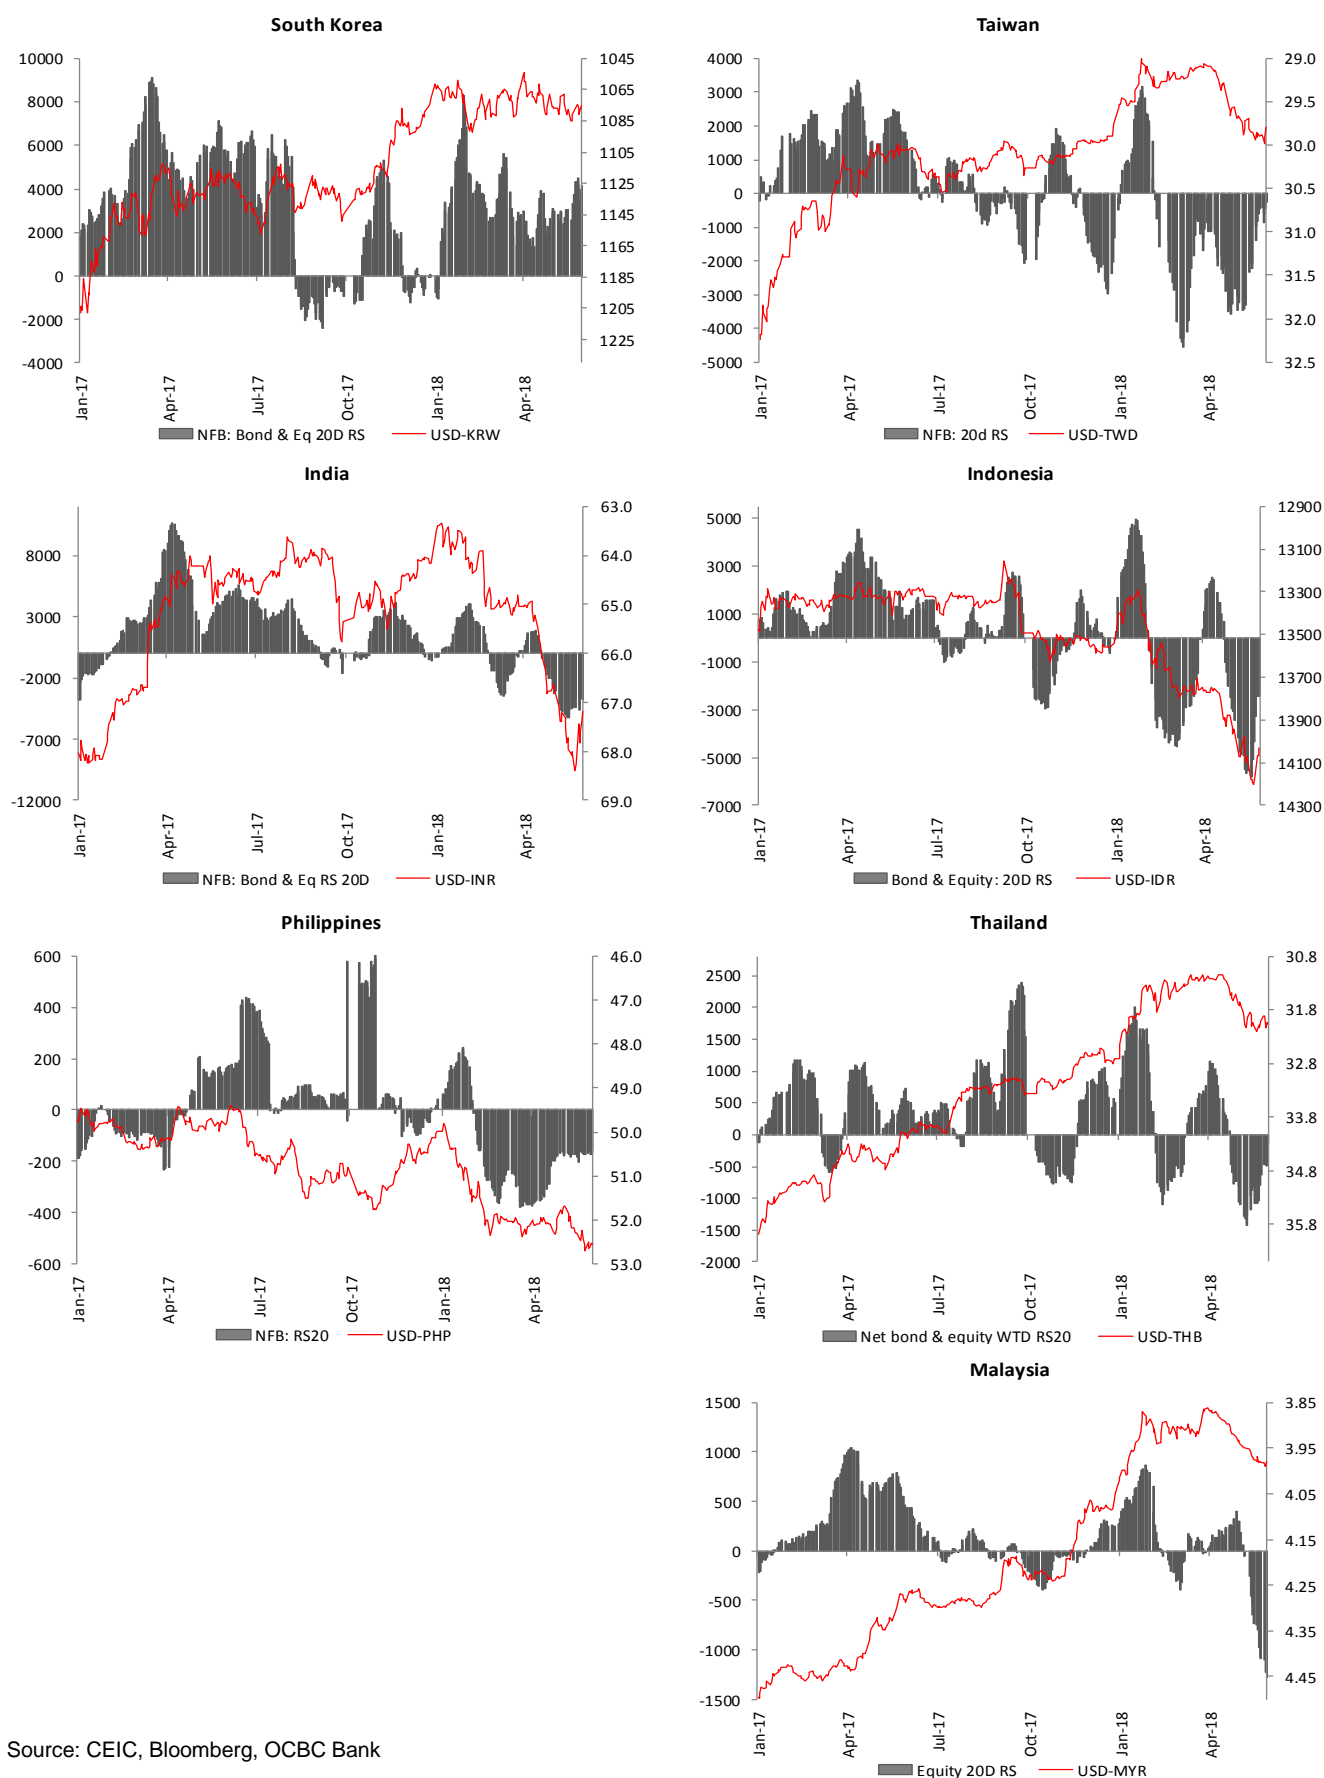 South Korea
10000
8000
6000
4000
2000
0
-2000
-4000
1045
1065
1085
1105
1125
1145
1165
1185
1205
1225
Jan-17
Apr-17
Jul-17
Oct-17
Jan-18
Apr-18
NFB: Bond & Eq 20D RS
USD-KRW
Taiwan
4000
3000
2000
1000
0
-1000
-2000
-3000
-4000
-5000
29.0
29.5
30.0
30.5
31.0
31.5
32.0
32.5
Jan-17
Apr-17
Jul-17
Oct-17
Jan-18
Apr-18
NFB: 20d RS
USD-TWD
India
8000
3000
-2000
-7000
-12000
63.0
64.0
65.0
66.0
67.0
68.0
69.0
Jan-17
Apr-17
Jul-17
Oct-17
Jan-18
Apr-18
NFB: Bond & Eq RS 20D
USD-INR
Indonesia
5000
3000
1000
-1000
-3000
-5000
-7000
12900
13100
13300
13500
13700
13900
14100
14300
Jan-17
Apr-17
Jul-17
Oct-17
Jan-18
Apr-18
Bond & Equity: 20D RS
USD-IDR
Philippines
600
400
200
0
-200
-400
-600
46.0
47.0
48.0
49.0
50.0
51.0
52.0
53.0
Jan-17
Apr-17
Jul-17
Oct-17
Jan-18
Apr-18
NFB: RS20
USD-PHP
Thailand
2500
2000
1500
1000
500
0
-500
-1000
-1500
-2000
30.8
31.8
32.8
33.8
34.8
35.8
Jan-17
Apr-17
Jul-17
Oct-17
Jan-18
Apr-18
Net bond & equity WTD RS20
USD-THB
Malaysia
1500
1000
500
0
-500
-1000
-1500
3.85
3.95
4.05
4.15
4.25
4.35
4.45
Jan-17
Apr-17
Jul-17
Oct-17
Jan-18
Apr-18
Equity 20D RS
USD-MYR
Source: CEIC, Bloomberg, OCBC Bank